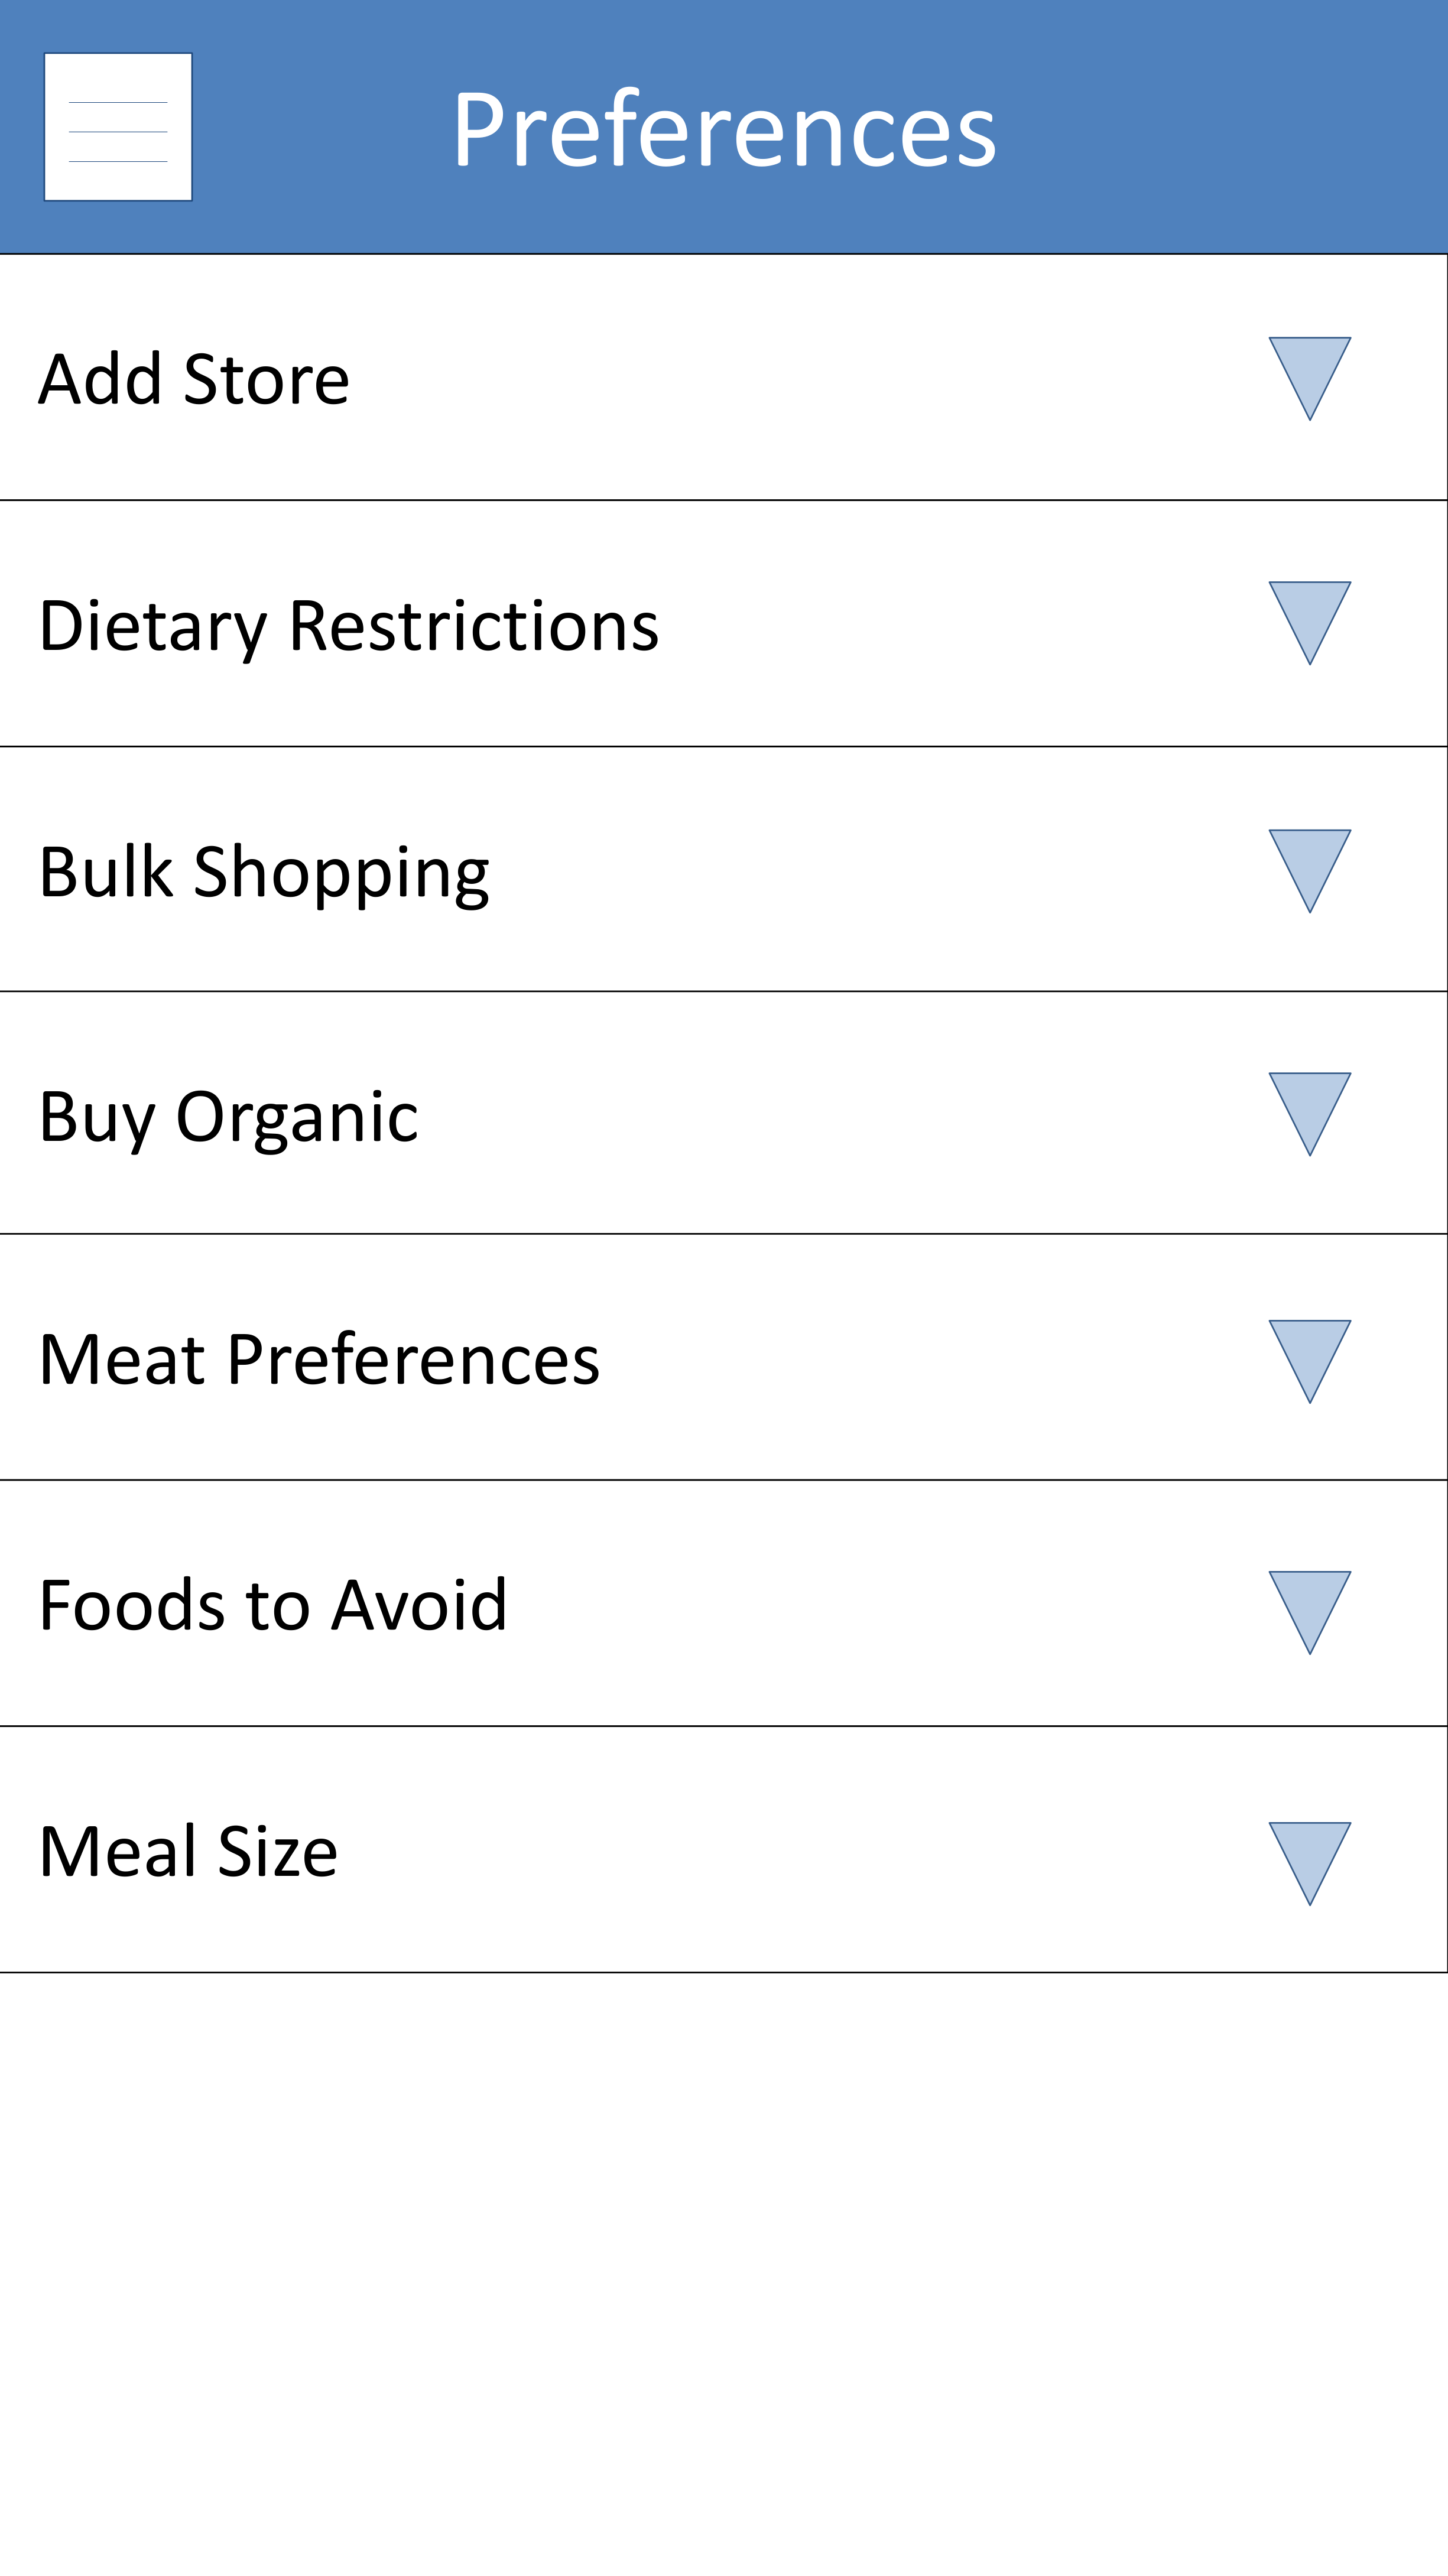 Preferences
Add Store
Dietary Restrictions
Bulk Shopping
Buy Organic
Meat Preferences
Foods to Avoid
Meal Size